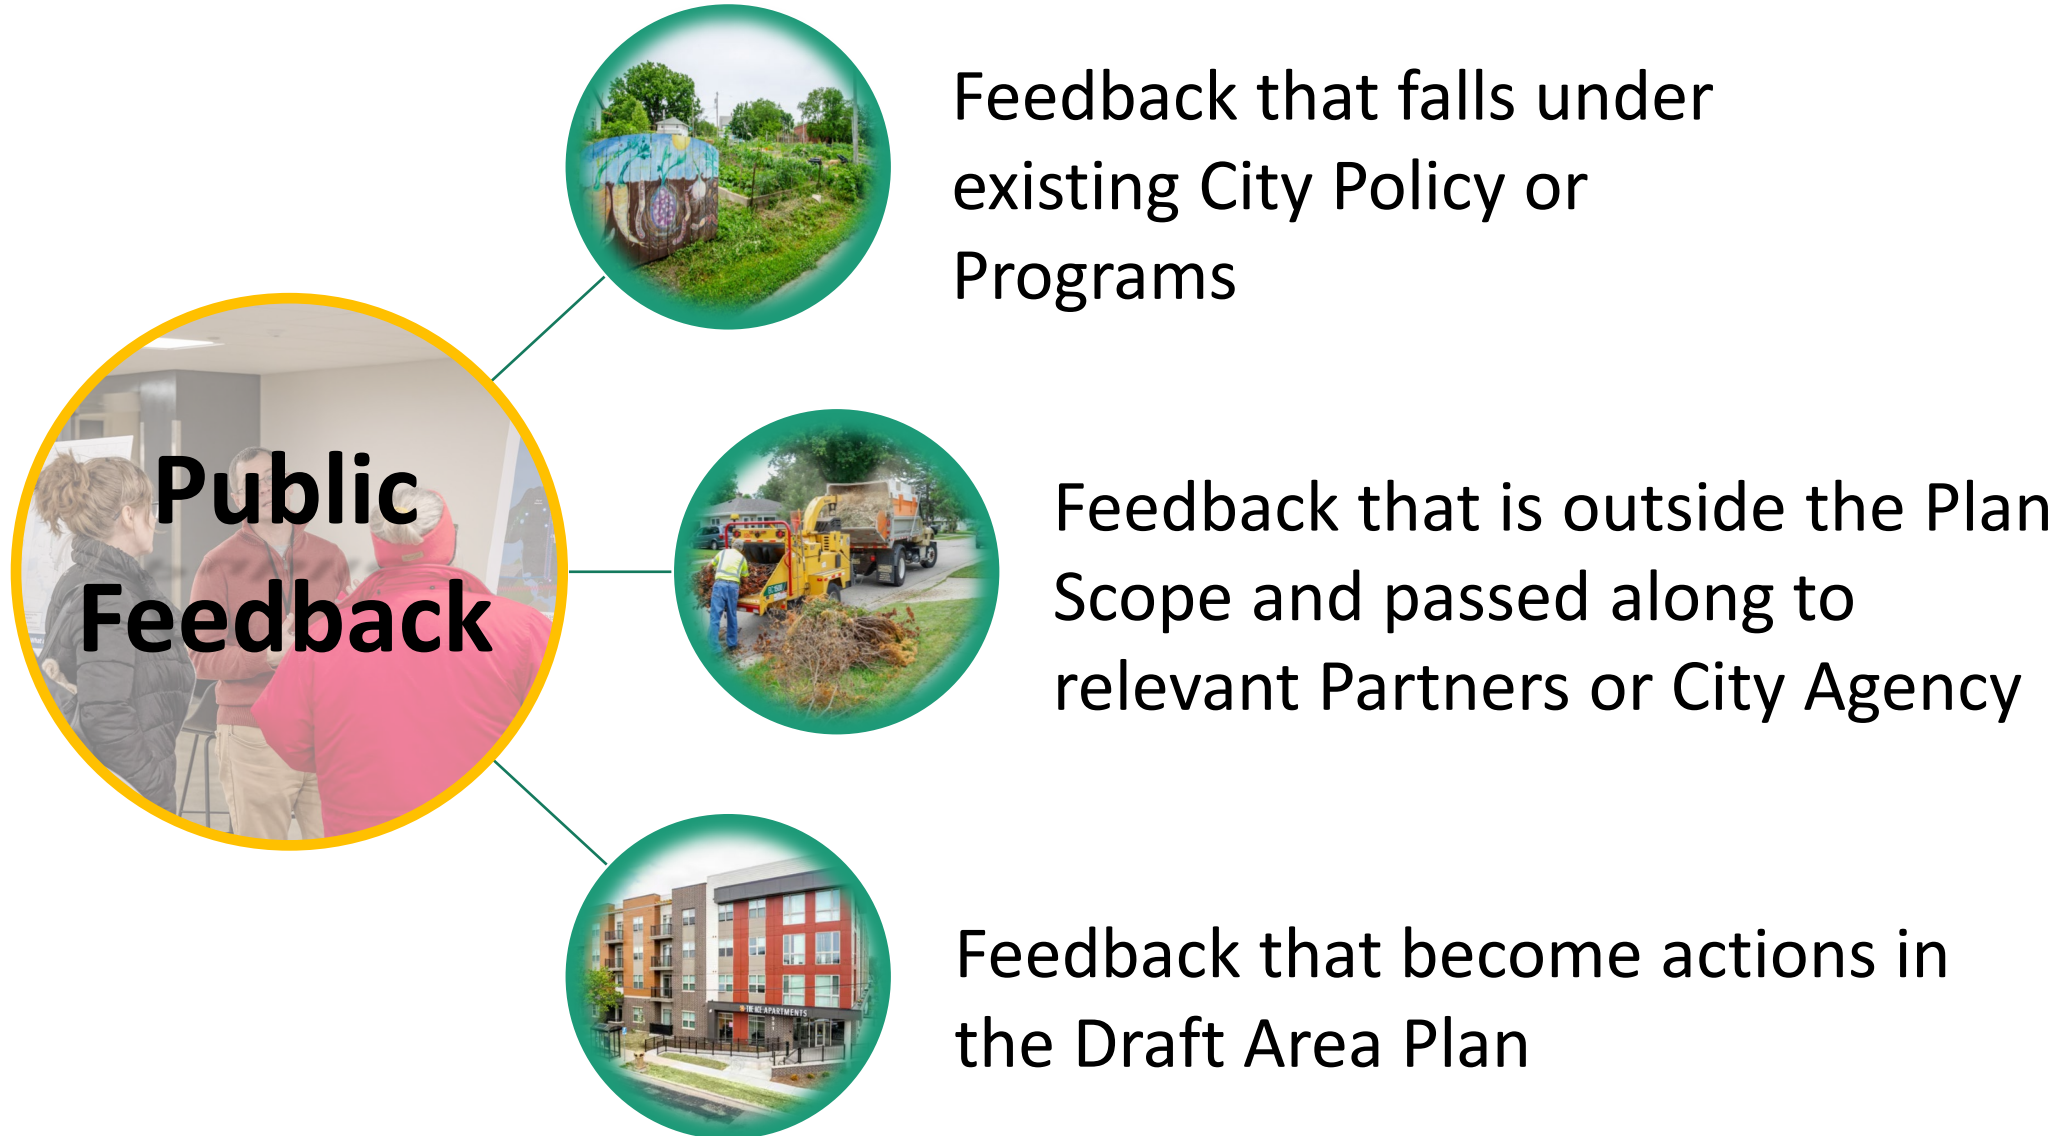 Public
Feedback
Feedback that falls under
existing City Policy or
Programs
Feedback that is outside the Plan
Scope and passed along to
relevant Partners or City Agency
Feedback that become actions in
the Draft Area Plan
APARTMENTS